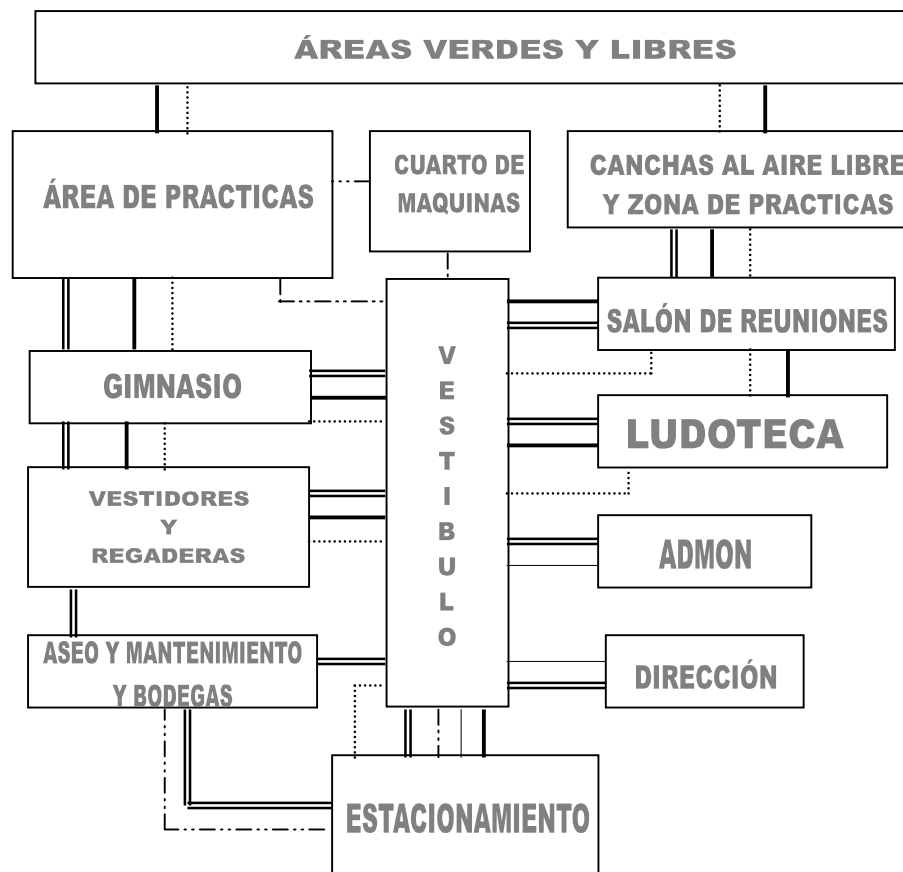 ÁREAS VERDES Y LIBRES
ÁREA DE PRACTICAS
CUARTO DE
MAQUINAS
CANCHAS AL AIRE LIBRE
Y ZONA DE PRACTICAS
SALÓN DE REUNIONES
GIMNASIO
VESTIBULO
LUDOTECA
VESTIDORES
Y
REGADERAS
ADMON
ASEO Y MANTENIMIENTO
Y BODEGAS
DIRECCIÓN
ESTACIONAMIENTO